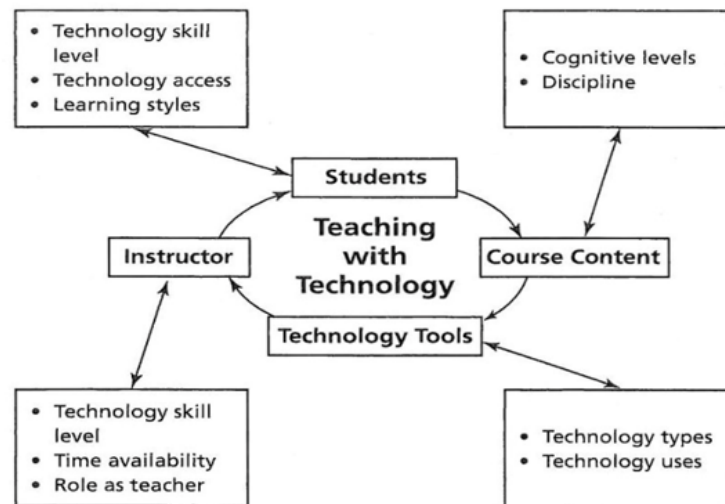 • Technology skill
level
• Technology access
• Learning styles
• Cognitive levels
• Discipline
Students
Teaching
with
Technology
Instructor
Course Content
Technology Tools
• Technology skill
level
• Time availability
• Role as teacher
• Technology types
• Technology uses